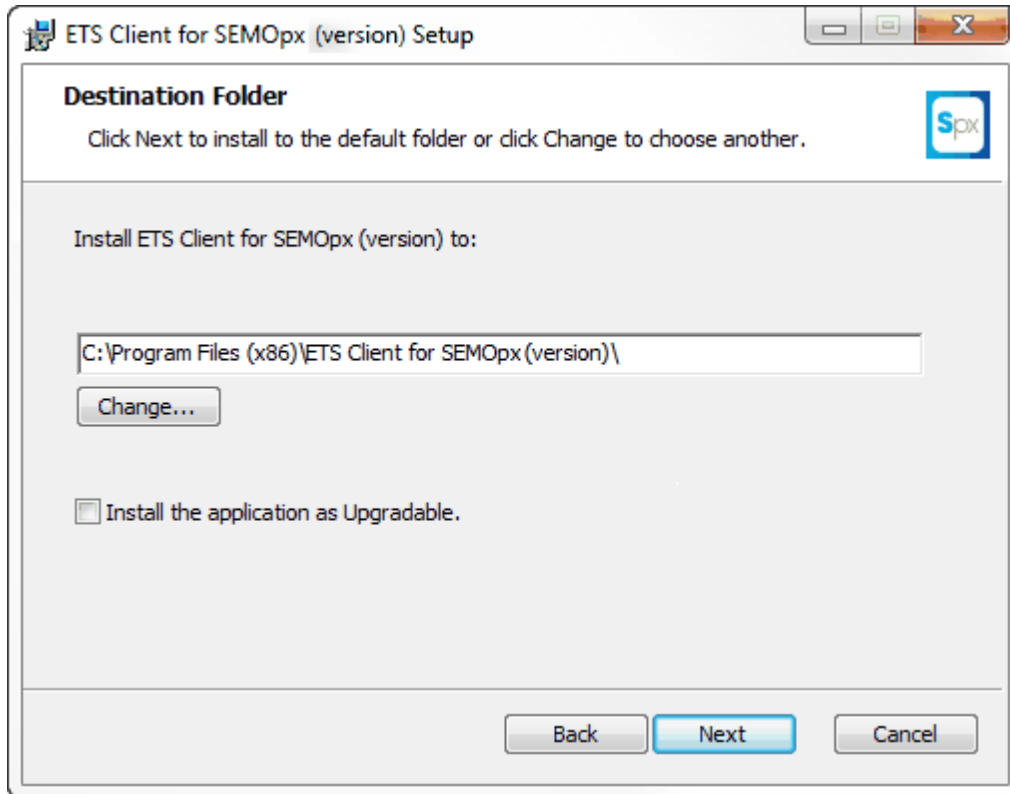 ETS Client for SEMOpx (version) Setup
Destination Folder
Click Next to install to the default folder or click Change to choose another.
Spx
Install ETS Client for SEMOpx (version) to:
C:\Program Files (x86)\ETS Client for SEMOpx (version)\
Change...
Install the application as Upgradable.
Back Next Cancel